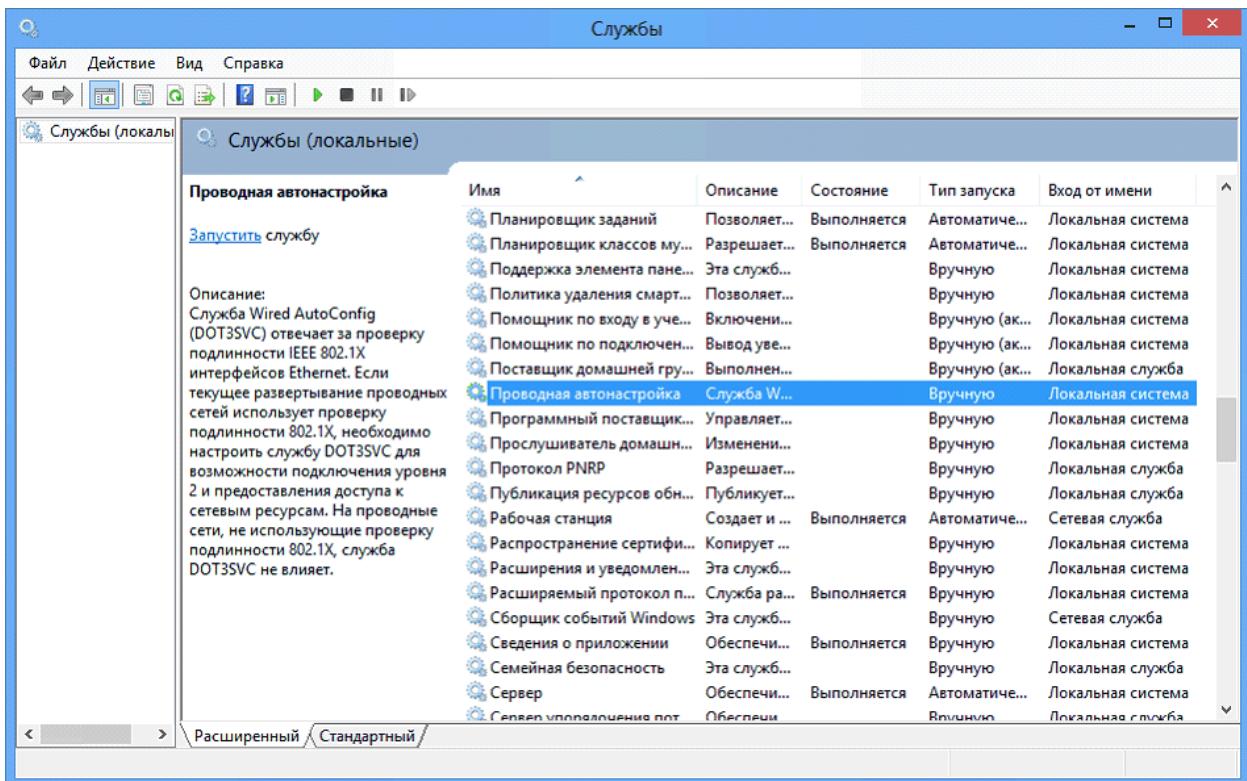 Службы
Файл Действие Вид Справка
Службы (локалы
Службы (локальные)
Проводная автонастройка
Запустить службу
Описание:
Служба Wired AutoConfig
(DOT3SVC) отвечает за проверку
подлинности IEEE 802.1X
интерфейсов Ethernet. Если
текущее развертывание проводных
сетей использует проверку
подлинности 802.1X, необходимо
настроить службу DOT3SVC для
возможности подключения уровня
2 и предоставления доступа к
сетевым ресурсам. На проводные
сети, не использующие проверку
подлинности 802.1X, служба
DOT3SVC не влияет.
Имя Описание Состояние Тип запуска Вход от имени
Планировщик заданий Позволяет... Выполняется Автоматиче... Локальная система
Планировщик классов му... Разрешает... Выполняется Автоматиче... Локальная система
Поддержка элемента пане... Эта служб... Вручную Локальная система
Политика удаления смарт... Позволяет... Вручную Локальная система
Помощник по входу в уче... Включени... Вручную (ак... Локальная система
Помощник по подключен... Вывод уве... Вручную (ак... Локальная система
Поставщик домашней гру... Выполнен... Вручную (ак... Локальная служба
Проводная автонастройка Служба W... Вручную Локальная система
Программный поставщик... Управляет... Вручную Локальная система
Прослушиватель домашн... Изменени... Вручную Локальная система
Протокол PNRP Разрешает... Вручную Локальная служба
Публикация ресурсов обн... Публикует... Вручную Локальная служба
Рабочая станция Создает и ... Выполняется Автоматиче... Сетевая служба
Распространение сертифи... Копирует ... Вручную Локальная система
Расширения и уведомлен... Эта служб... Вручную Локальная система
Расширяемый протокол п... Служба ра... Выполняется Вручную Локальная система
Сборщик событий Windows Эта служб... Вручную Сетевая служба
Сведения о приложении Обеспечи... Выполняется Вручную Локальная система
Семейная безопасность Эта служб... Вручную Локальная служба
Сервер Обеспечи... Выполняется Автоматиче... Локальная система
Сервер упорядочения пот... Обеспечи... Вручную Локальная служба
Расширенный Стандартный